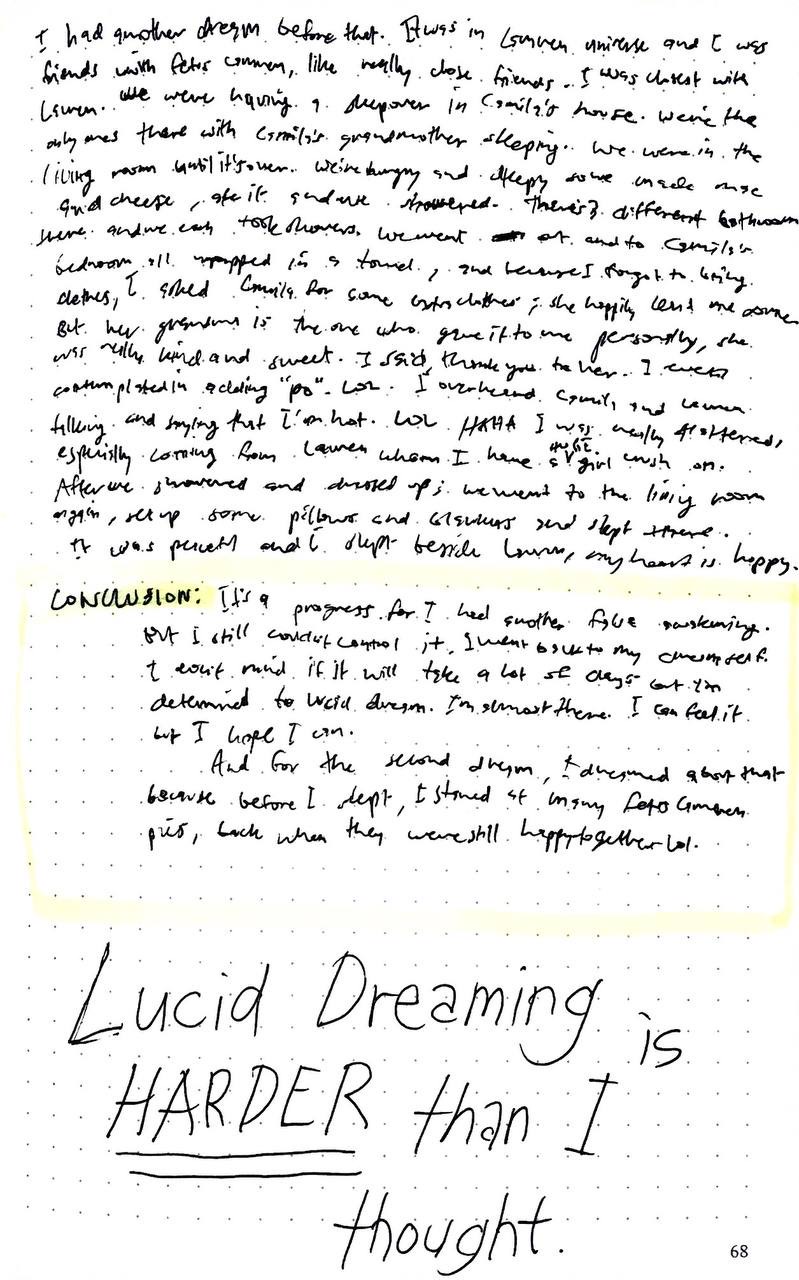 I had another dream before that. It was in Camren universe and I was
friends with fetus camren, like really close friends. I was closest with
Lauren. We were having a sleepover in Camila's house. We're the
only ones there with Camila's grandmother sleeping. We were in the
living room until it's over. We're hungry and sleepy some made mac
and cheese, ate it and we showered. There's 3 different bathroom
there and we each took showers. We went out and to Camila's
bedroom all wrapped in a towel, and because I forgot to bring
clothes, I asked Camila for some extra clothes; she happily lend me some
But her grandma is the one who gave it to me personally, she
was really kind and sweet. I said thank you to her. I even
contemplated in adding "po". LOL. I overheard Camila and Lauren
talking and saying that I'm hot. LOL HAHA I was really flattered,
especially coming from Lauren whom I have a girl crush on.
After we showered and dressed up; we went to the living room
again, set up some pillows and blankets and slept there.
It was peaceful and I slept beside Lauren, my heart is happy.
CONCLUSION: It's a progress for I had another false awakening.
But I still couldn't control it. I went back to my dream self.
I won't mind if it will take a lot of days but I'm
determined to lucid dream. I'm almost there. I can feel it
but I hope I can.
And for the second dream, I dreamed about that
because before I slept, I stared at many fetus Camren
pics, back when they were still happy together lol.
Lucid Dreaming is
HARDER than I
thought.
68